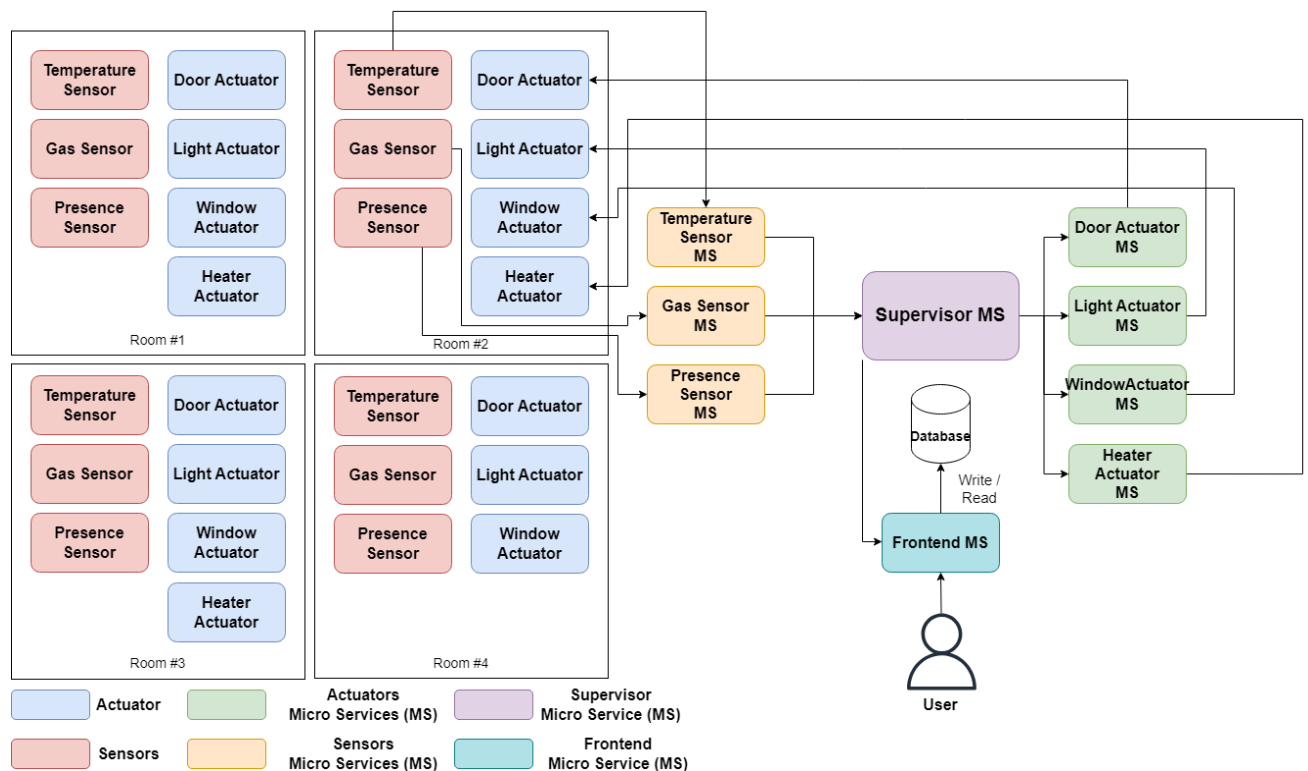 Temperature
Sensor
Door Actuator
Gas Sensor
Light Actuator
Presence
Sensor
Window
Actuator
Heater
Actuator
Room #1
Temperature
Sensor
Door Actuator
Gas Sensor
Light Actuator
Presence
Sensor
Window
Actuator
Heater
Actuator
Room #2
Temperature
Sensor
Door Actuator
Gas Sensor
Light Actuator
Presence
Sensor
Window
Actuator
Heater
Actuator
Room #3
Temperature
Sensor
Door Actuator
Gas Sensor
Light Actuator
Presence
Sensor
Window
Actuator
Room #4
Temperature
Sensor
MS
Gas Sensor
MS
Presence
Sensor
MS
Supervisor MS
Database
Write /
Read
Frontend MS
User
Door Actuator
MS
Light Actuator
MS
WindowActuator
MS
Heater
Actuator
MS
Actuator
Actuators
Micro Services (MS)
Supervisor
Micro Service (MS)
Sensors
Sensors
Micro Services (MS)
Frontend
Micro Service (MS)